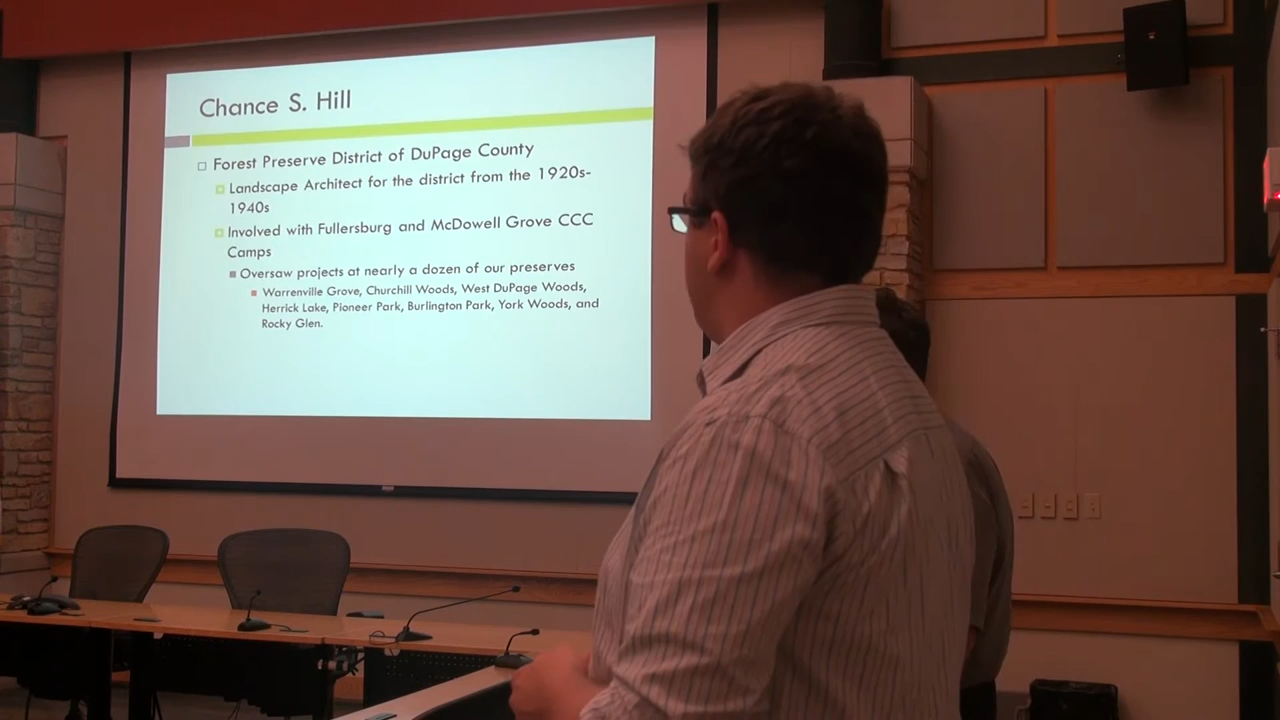 Chance S. Hill
Forest Preserve District of DuPage County
Landscape Architect for the district from the 1920s-
1940s
Involved with Fullersburg and McDowell Grove CCC
Camps
Oversaw projects at nearly a dozen of our preserves
Warrenville Grove, Churchill Woods, West DuPage Woods,
Herrick Lake, Pioneer Park, Burlington Park, York Woods, and
Rocky Glen.